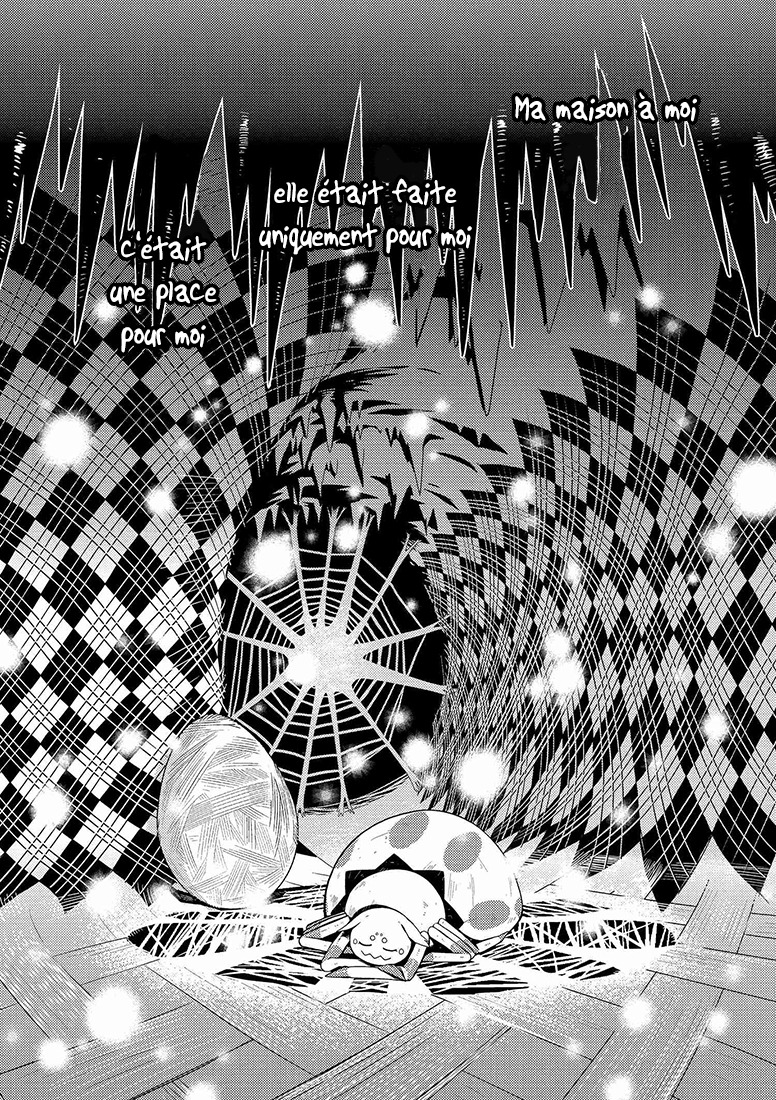 Ma maison à moi
elle était faite
uniquement pour moi
c'était
une place
pour moi